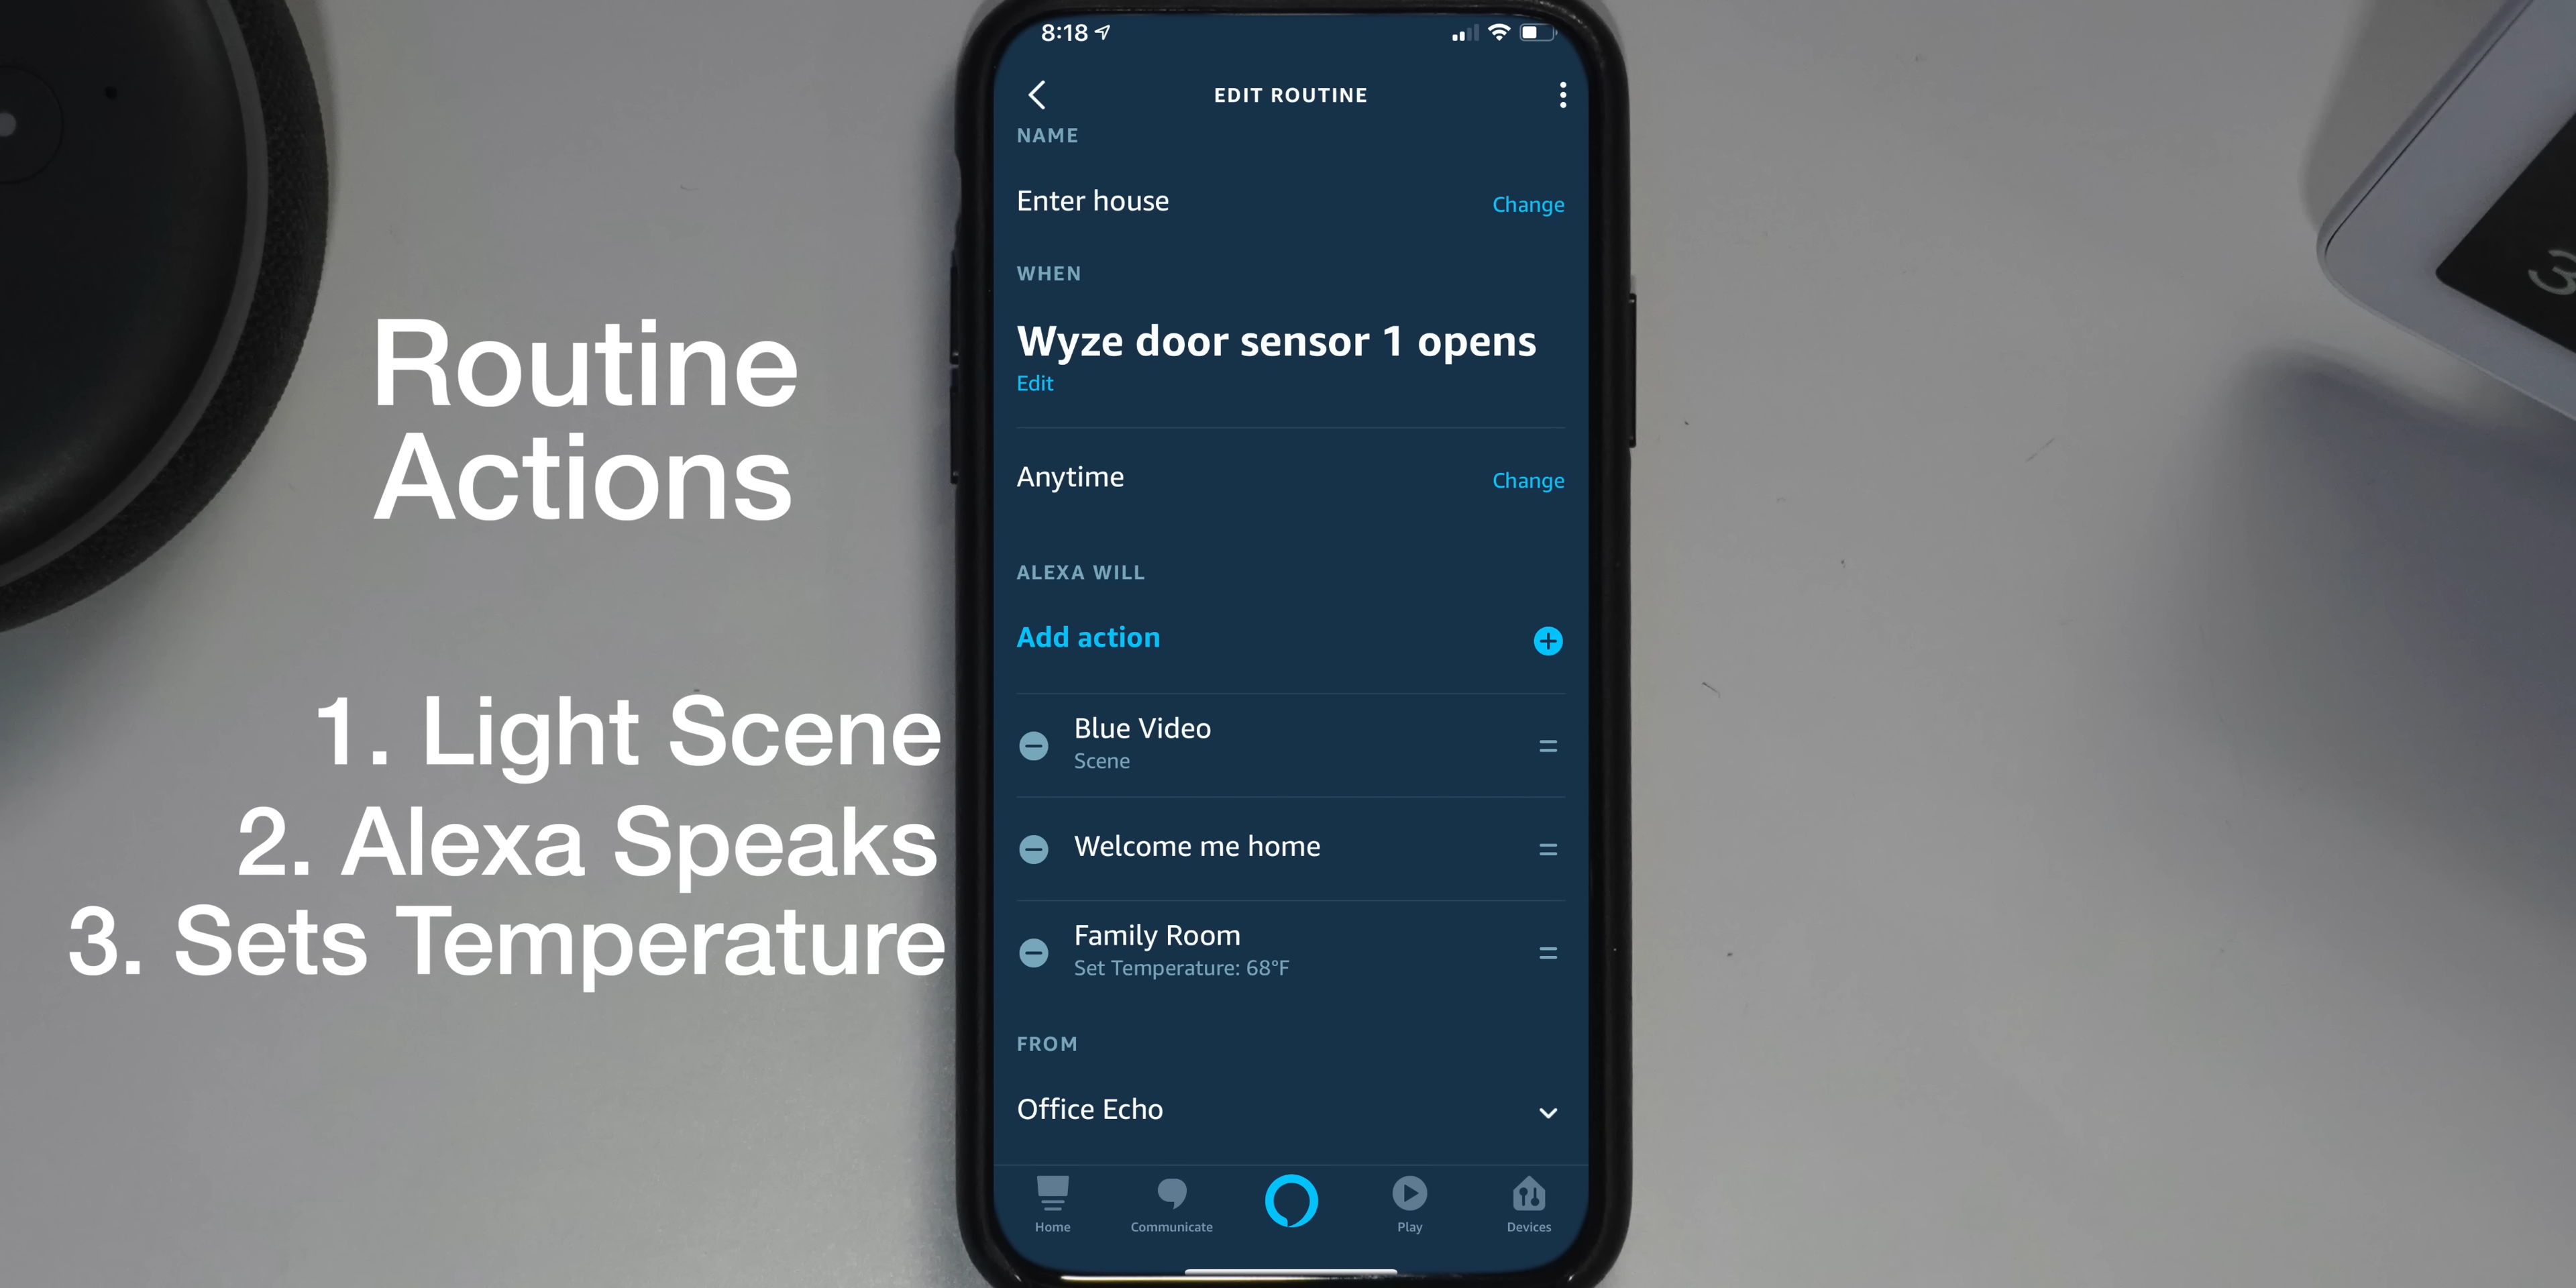 Routine
Actions
1. Light Scene
2. Alexa Speaks
3. Sets Temperature
8:18
EDIT ROUTINE
NAME
Enter house
Change
WHEN
Wyze door sensor 1 opens
Edit
Anytime
Change
ALEXA WILL
Add action
Blue Video
Scene
Welcome me home
Family Room
Set Temperature: 68°F
FROM
Office Echo
Home
Communicate
Play
Devices
3